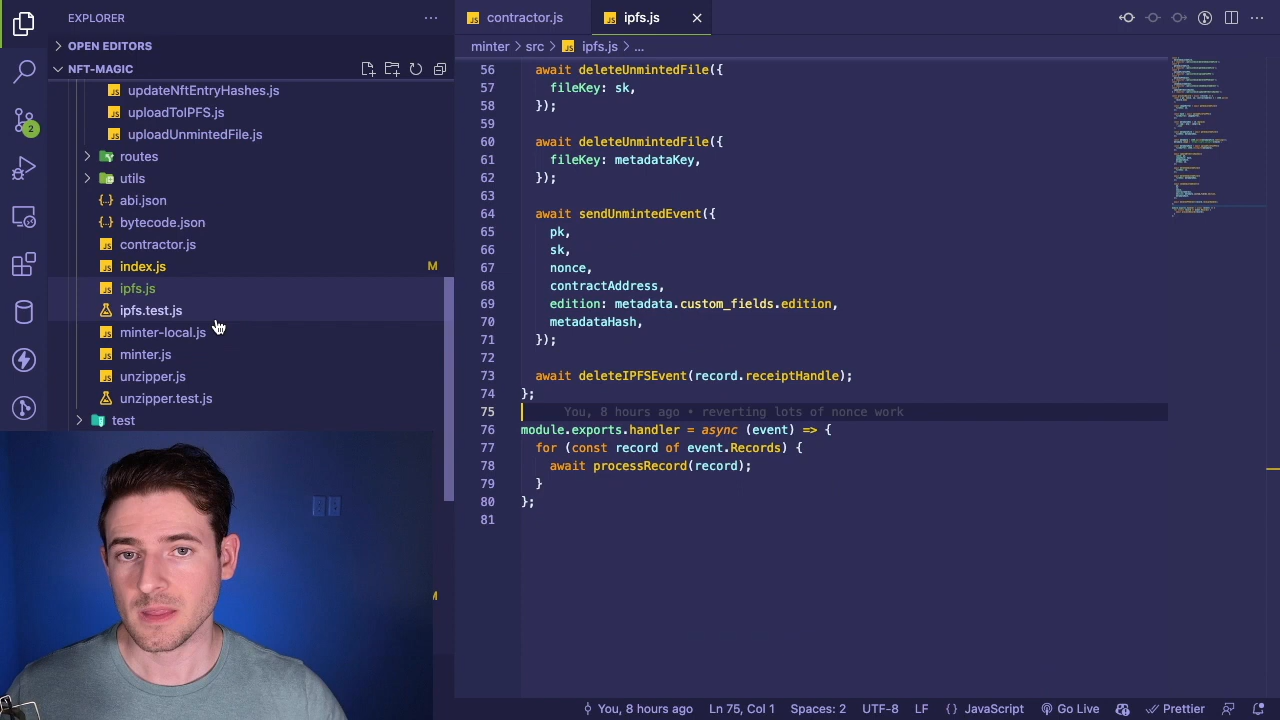 EXPLORER
OPEN EDITORS
NFT-MAGIC
updateNftEntryHashes.js
uploadToIPFS.js
uploadUnmintedFile.js
routes
utils
abi.json
bytecode.json
contractor.js
index.js M
ipfs.js
ipfs.test.js
minter-local.js
minter.js
unzipper.js
unzipper.test.js
test
M
2
contractor.js
ipfs.js
minter > src > ipfs.js > ...
56 await deleteUnmintedFile({
57 fileKey: sk,
58 });
59
60 await deleteUnmintedFile({
61 fileKey: metadataKey,
62 });
63
64 await sendUnmintedEvent({
65 pk,
66 sk,
67 nonce,
68 contractAddress,
69 edition: metadata.custom_fields.edition,
70 metadataHash,
71 });
72
73 await deleteIPFSEvent(record.receiptHandle);
74 };
75 You, 8 hours ago • reverting lots of nonce work
76 module.exports.handler = async (event) => {
77 for (const record of event.Records) {
78 await processRecord(record);
79 }
80 };
81
You, 8 hours ago Ln 75, Col 1 Spaces: 2 UTF-8 LF {} JavaScript Go Live Prettier